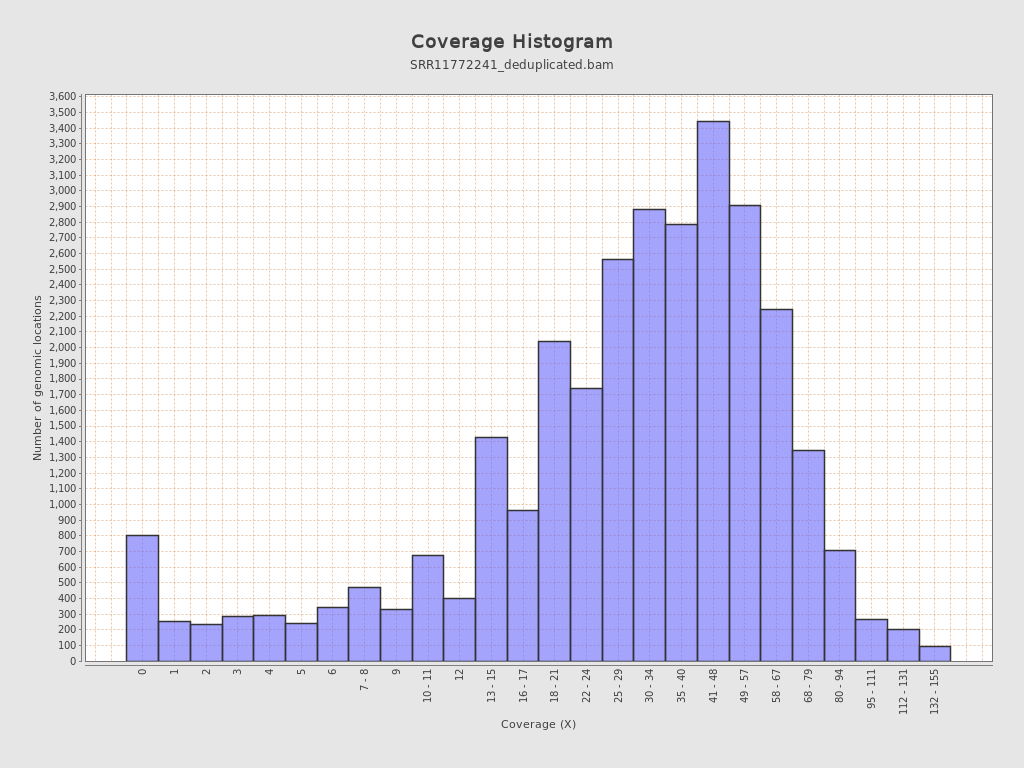 Coverage Histogram
SRR11772241_deduplicated.bam
3,600
3,500
3,400
3,300
3,200
3,100
3,000
2,900
2,800
2,700
2,600
2,500
2,400
2,300
2,200
2,100
2,000
1,900
1,800
1,700
1,600
1,500
1,400
1,300
1,200
1,100
1,000
900
800
700
600
500
400
300
200
100
0
Number of genomic locations
0
1
2
3
4
5
6
7 - 8
9
10 - 11
12
13 - 15
16 - 17
18 - 21
22 - 24
25 - 29
30 - 34
35 - 40
41 - 48
49 - 57
58 - 67
68 - 79
80 - 94
95 - 111
112 - 131
132 - 155
Coverage (X)